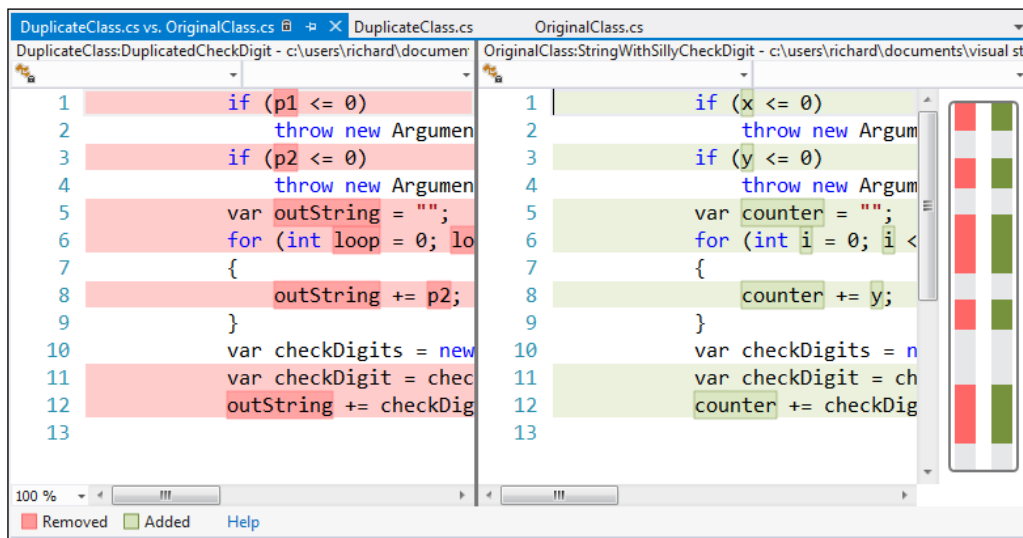 DuplicateClass.cs vs. OriginalClass.cs DuplicateClass.cs OriginalClass.cs
DuplicateClass:DuplicatedCheckDigit - c:\users\richard\documen
1 if (p1 <= 0)
2 throw new Argumen
3 if (p2 <= 0)
4 throw new Argumen
5 var outString = "";
6 for (int loop = 0; lo
7 {
8 outString += p2;
9 }
10 var checkDigits = new
11 var checkDigit = chec
12 outString += checkDig
13
OriginalClass:StringWithSillyCheckDigit - c:\users\richard\documents\visual st
1 if (x <= 0)
2 throw new Argum
3 if (y <= 0)
4 throw new Argum
5 var counter = "";
6 for (int i = 0; i <
7 {
8 counter += y;
9 }
10 var checkDigits = n
11 var checkDigit = ch
12 counter += checkDig
13
100 %
Removed Added Help